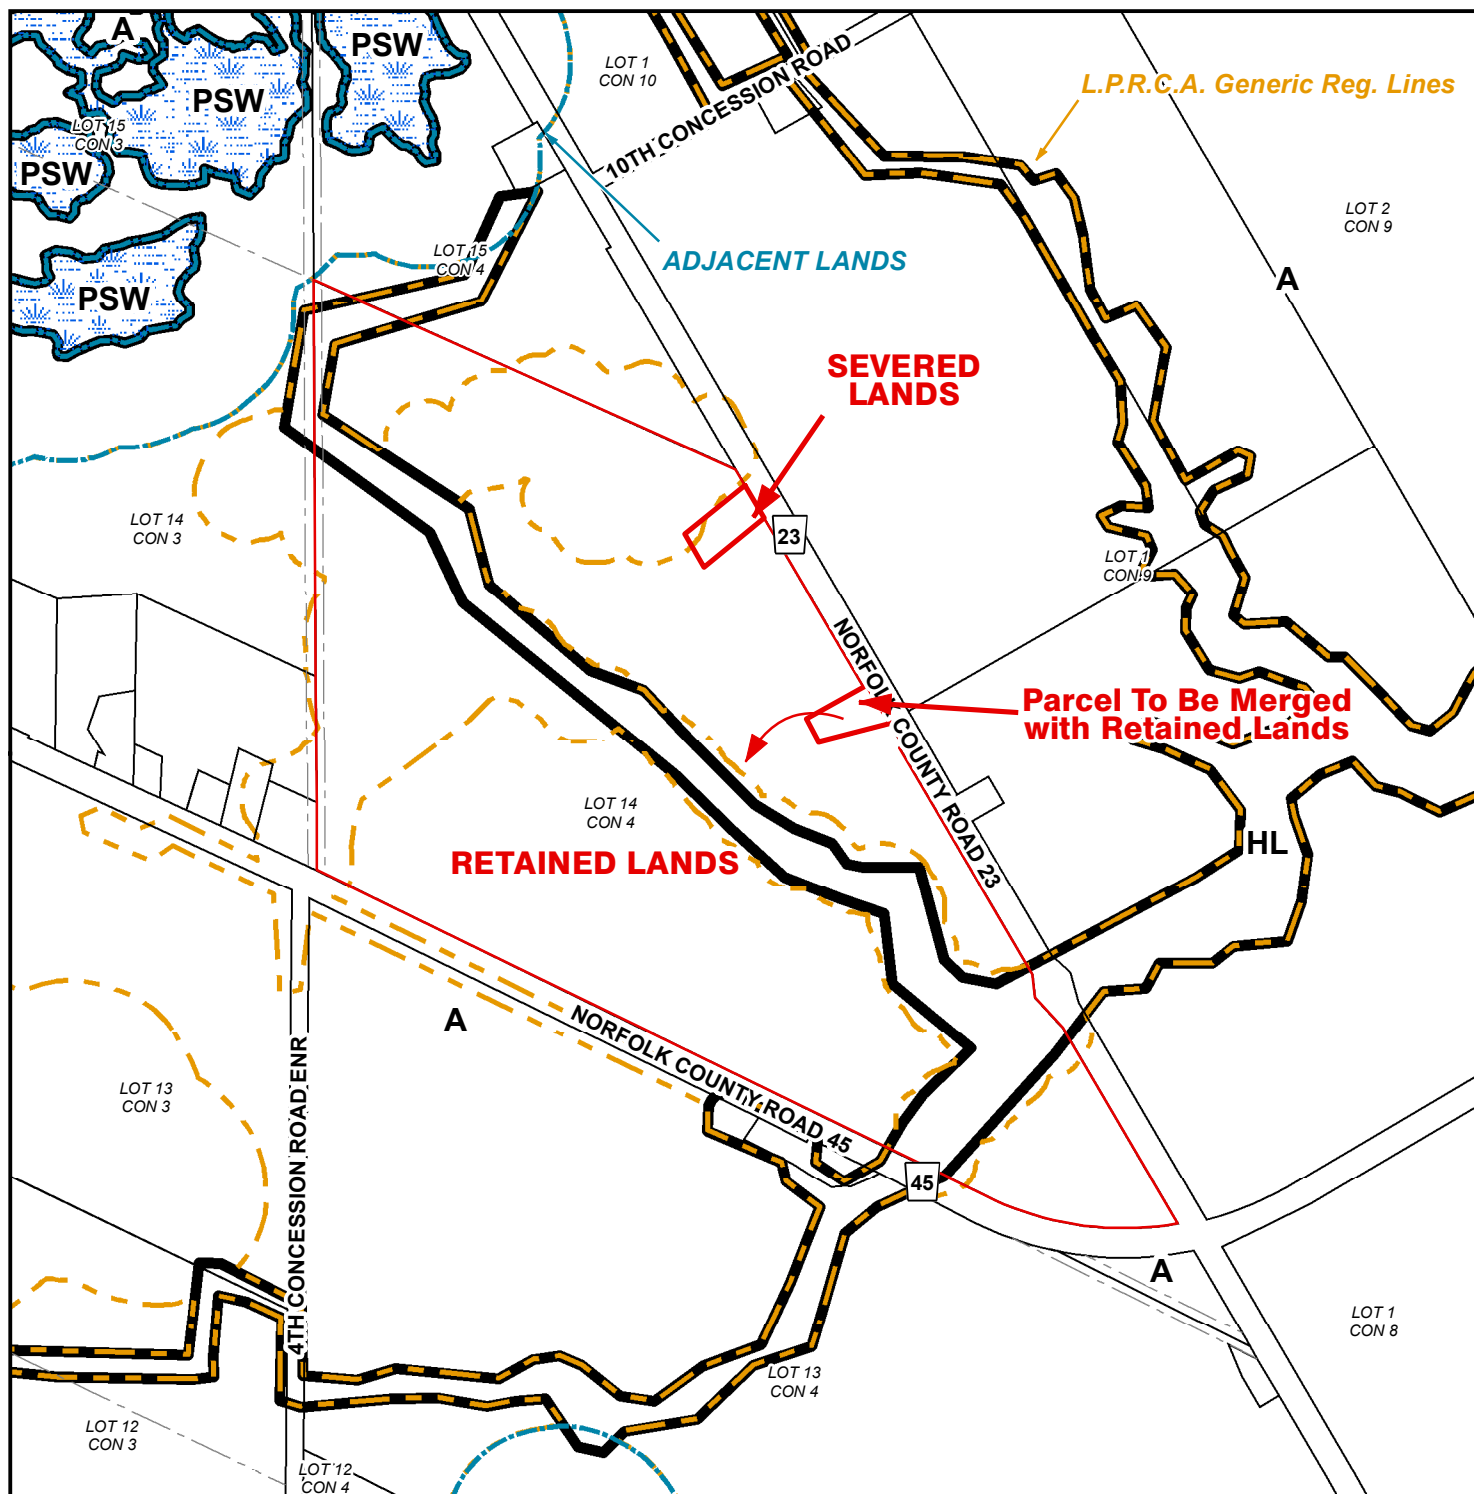 A
PSW
LOT 1
CON 10
10TH CONCESSION ROAD
L.P.R.C.A. Generic Reg. Lines
PSW
LOT 15
CON 3
PSW
LOT 2
CON 9
LOT 15
CON 4
ADJACENT LANDS
A
PSW
SEVERED
LANDS
LOT 14
CON 3
23
LOT 1
CON 9
NORFOLK COUNTY ROAD 23
Parcel To Be Merged
with Retained Lands
LOT 14
CON 4
HL
RETAINED LANDS
A
NORFOLK COUNTY ROAD 45
LOT 13
CON 3
4TH CONCESSION ROAD ENR
45
A
LOT 1
CON 8
LOT 13
CON 4
LOT 12
CON 3
LOT 12
CON 4